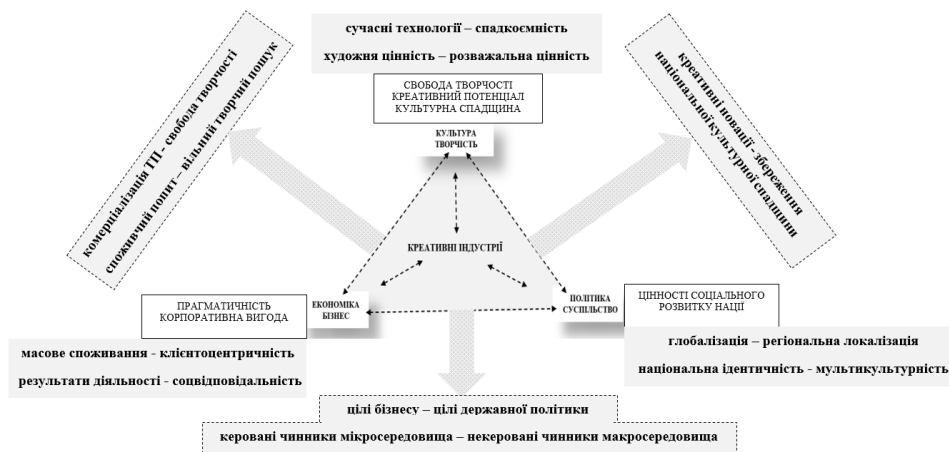 сучасні технології – спадкоємність
художня цінність – розважальна цінність
СВОБОДА ТВОРЧОСТІ
КРЕАТИВНИЙ ПОТЕНЦІАЛ
КУЛЬТУРНА СПАДЩИНА
комерціалізація ТП - свобода творчості
споживчий попит – вільний творчий пошук
креативні новації - збереження
національної культурної спадщини
КУЛЬТУРА
ТВОРЧІСТЬ
КРЕАТИВНІ ІНДУСТРІЇ
ПРАГМАТИЧНІСТЬ
КОРПОРАТИВНА ВИГОДА
ЕКОНОМІКА
БІЗНЕС
ПОЛІТИКА
СУСПІЛЬСТВО
ЦІННОСТІ СОЦІАЛЬНОГО
РОЗВИТКУ НАЦІЇ
масове споживання - клієнтоцентричність
результати діяльності - соцвідповідальність
глобалізація – регіональна локалізація
національна ідентичність - мультикультурність
цілі бізнесу – цілі державної політики
керовані чинники мікросередовища – некеровані чинники макросередовища